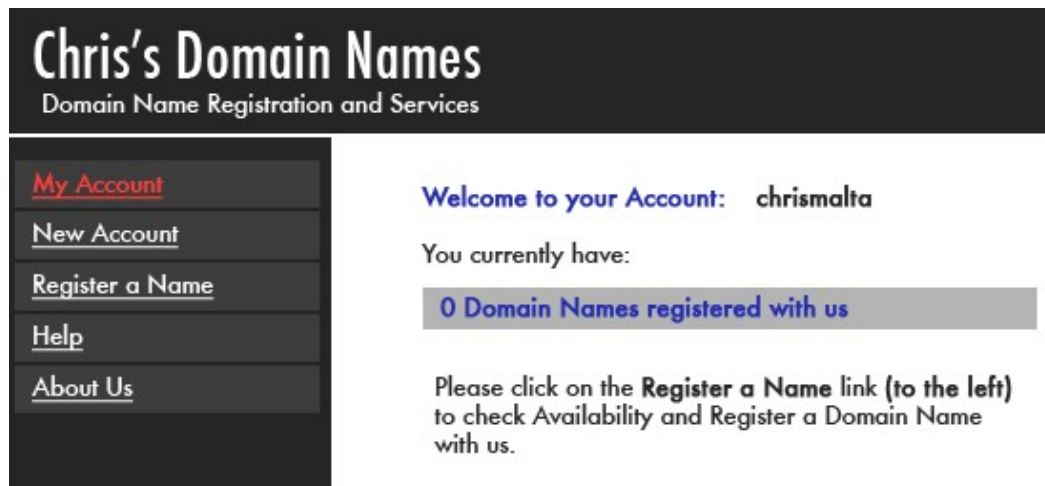 Chris's Domain Names
Domain Name Registration and Services
My Account
New Account
Register a Name
Help
About Us
Welcome to your Account: chrismalta
You currently have:
0 Domain Names registered with us
Please click on the Register a Name link (to the left)
to check Availability and Register a Domain Name
with us.